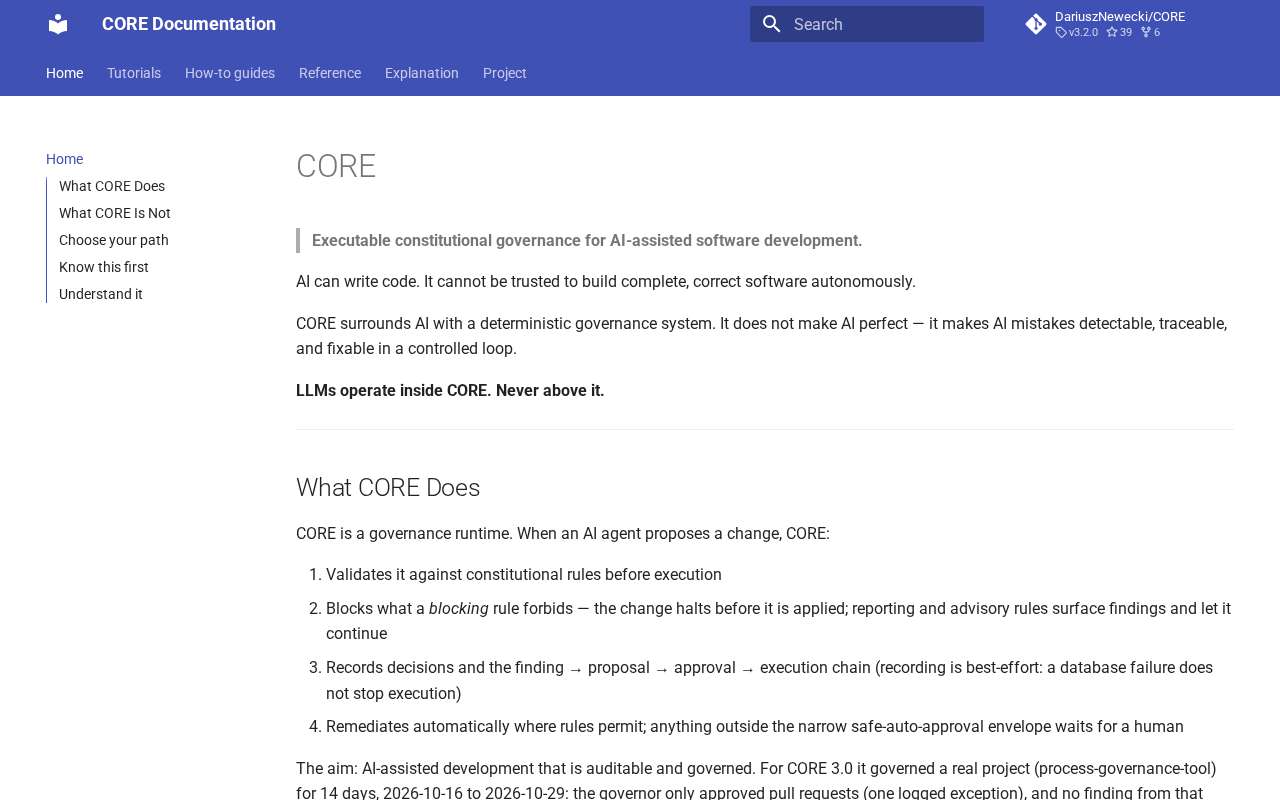 CORE Documentation
Search
DariuszNewecki/CORE
v3.2.0 39 6
Home Tutorials How-to guides Reference Explanation Project
Home
What CORE Does
What CORE Is Not
Choose your path
Know this first
Understand it
CORE
Executable constitutional governance for AI-assisted software development.
AI can write code. It cannot be trusted to build complete, correct software autonomously.
CORE surrounds AI with a deterministic governance system. It does not make AI perfect — it makes AI mistakes detectable, traceable,
and fixable in a controlled loop.
LLMs operate inside CORE. Never above it.
What CORE Does
CORE is a governance runtime. When an AI agent proposes a change, CORE:
1. Validates it against constitutional rules before execution
2. Blocks what a blocking rule forbids — the change halts before it is applied; reporting and advisory rules surface findings and let it
continue
3. Records decisions and the finding → proposal → approval → execution chain (recording is best-effort: a database failure does
not stop execution)
4. Remediates automatically where rules permit; anything outside the narrow safe-auto-approval envelope waits for a human
The aim: AI-assisted development that is auditable and governed. For CORE 3.0 it governed a real project (process-governance-tool)
for 14 days, 2026-10-16 to 2026-10-29: the governor only approved pull requests (one logged exception), and no finding from that